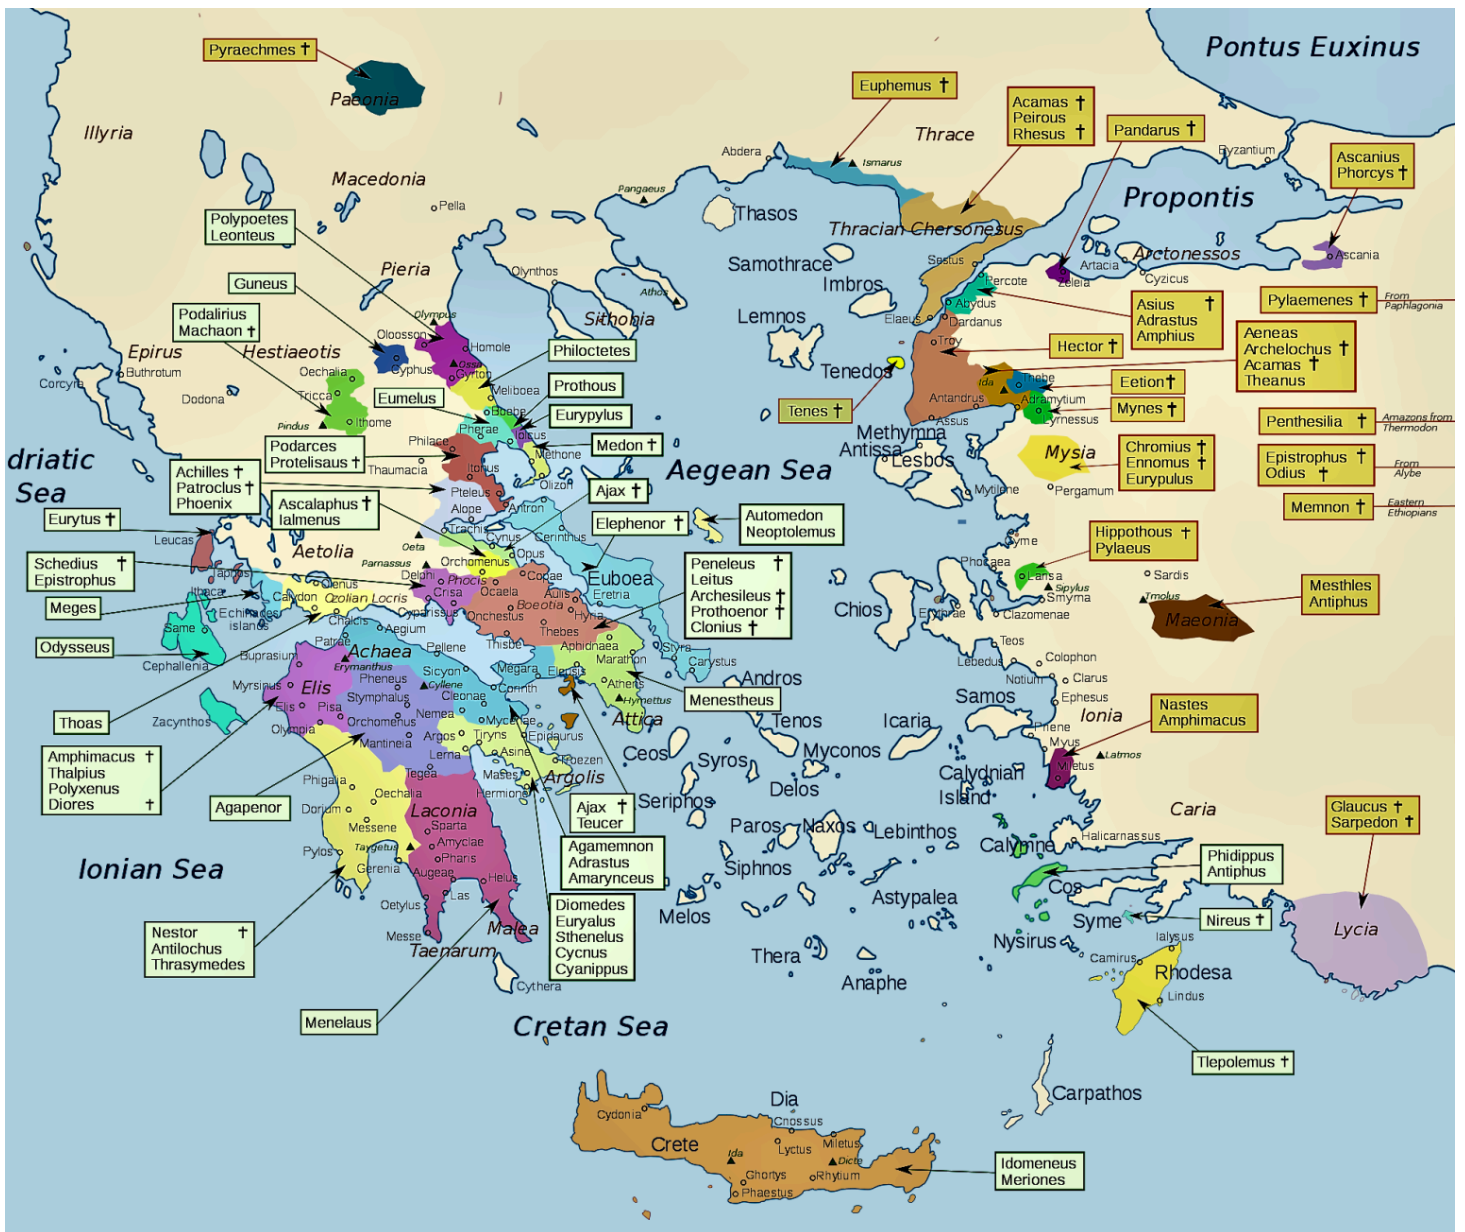 Pontus Euxinus
Pyraechmes †
Paeonia
Illyria
Euphemus †
Acamas †
Peirous
Rhesus †
Thrace
Pandarus †
Abdera
Ismarus
Byzantium
Ascanius
Phorcys †
Macedonia
Pangaeus
Propontis
Pella
Thasos
Polypoetes
Leonteus
Thracian Chersonesus
Samothrace
Imbros
Sestus
Arctonessos
Artacia
Cyzicus
Ascania
Pieria
Olynthos
Percote
Zeleia
Guneus
Athos
Abydus
Asius †
Adrastus
Amphius
Pylaemenes †
From
Paphlagonia
Podalirius
Machaon †
Olympus
Sithonia
Lemnos
Elaeus
Dardanus
Oloosson
Homole
Troy
Hector †
Aeneas
Archelochus †
Acamas †
Theanus
Epirus
Hestiaeotis
Philoctetes
Buthrotum
Corcyra
Oechalia
Cyphus
Ossa
Gyrton
Tenedos
Ida
Thebe
Eetion†
Dodona
Tricca
Eumelus
Meliboea
Prothous
Antandrus
Adramytium
Mynes †
Tenes †
Boebe
Eurypylus
Assus
Lyrnessus
Penthesilia †
Amazons from
Thermodon
Pindus
Ithome
Pherae
Iolcus
Methymna
Antissa
Lesbos
Philace
Medon †
Mysia
Chromius †
Ennomus †
Eurypulus
Podarces
Protelisaus †
Methone
Epistrophus †
Odius †
From
Alybe
driatic
Sea
Thaumacia
Itonus
Aegean Sea
Achilles †
Patroclus †
Phoenix
Olizon
Mytilene
Pergamum
Ascalaphus †
Ialmenus
Pteleus
Ajax †
Memnon †
Eastern
Ethiopians
Eurytus †
Alope
Antron
Leucas
Trachis
Elephenor †
Automedon
Neoptolemus
Hippothous †
Pylaeus
Aetolia
Oeta
Cynus
Cerinthus
Cyme
Schedius †
Epistrophus
Parnassus
Orchomenus
Opus
Peneleus †
Leitus
Archesileus †
Prothoenor †
Clonius †
Phocaea
Larisa
Sardis
Taphos
Delphi
Phocis
Copae
Euboea
Sipylus
Mesthles
Antiphus
Ithaca
Olenus
Crisa
Ocaela
Eretria
Chios
Smyrna
Tmolus
Meges
Calydon
Ozolian Locris
Aulis
Echinades
islands
Cyparissus
Onchestus
Boeotia
Hyria
Erythrae
Clazomenae
Maeonia
Same
Chalcis
Aegium
Thebes
Odysseus
Patrae
Thisbe
Aphidnaea
Styra
Teos
Cephallenia
Buprasium
Achaea
Pellene
Marathon
Lebedus
Colophon
Erymanthus
Sicyon
Megara
Eleusis
Carystus
Notium
Clarus
Myrsinus
Elis
Pheneus
Cyllene
Corinth
Athens
Andros
Samos
Ephesus
Stymphalus
Cleonae
Hymettus
Menestheus
Nastes
Amphimacus
Zacynthos
Elis
Pisa
Orchomenus
Nemea
Mycenae
Attica
Tenos
Icaria
Ionia
Thoas
Olympia
Mantineia
Argos
Tiryns
Epidaurus
Priene
Myus
Lerna
Asine
Ceos
Myconos
Latmos
Amphimacus †
Thalpius
Polyxenus
Diores †
Tegea
Mases
Troezen
Syros
Calydnian
Island
Miletus
Phigalia
Argolis
Delos
Agapenor
Oechalia
Hermione
Seriphos
Dorium
Laconia
Ajax †
Teucer
Caria
Glaucus †
Sarpedon †
Messene
Sparta
Paros
Naxos
Lebinthos
Halicarnassus
Pylos
Taygetus
Amyclae
Agamemnon
Adrastus
Amarynceus
Calymne
Ionian Sea
Gerenia
Pharis
Siphnos
Phidippus
Antiphus
Augeae
Helus
Cos
Oetylus
Las
Diomedes
Euryalus
Sthenelus
Cycnus
Cyanippus
Melos
Astypalea
Syme
Nireus †
Nestor †
Antilochus
Thrasymedes
Messe
Malea
Nysirus
Lycia
Taenarum
Thera
Ialysus
Camirus
Anaphe
Rhodesa
Cythera
Lindus
Menelaus
Cretan Sea
Tlepolemus †
Carpathos
Dia
Cydonia
Cnossus
Crete
Lyctus
Miletus
Ida
Dicte
Idomeneus
Meriones
Ghortys
Rhytium
Phaestus